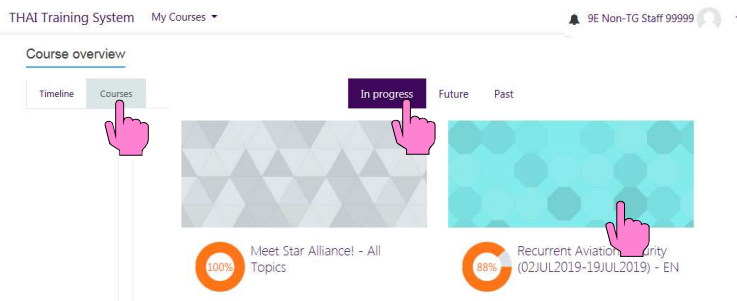 THAI Training System My Courses
9E Non-TG Staff 99999
Course overview
Timeline Courses
In progress Future Past
100%
Meet Star Alliance! - All
Topics
88%
Recurrent Aviation
(02JUL2019-19JUL2019) - EN